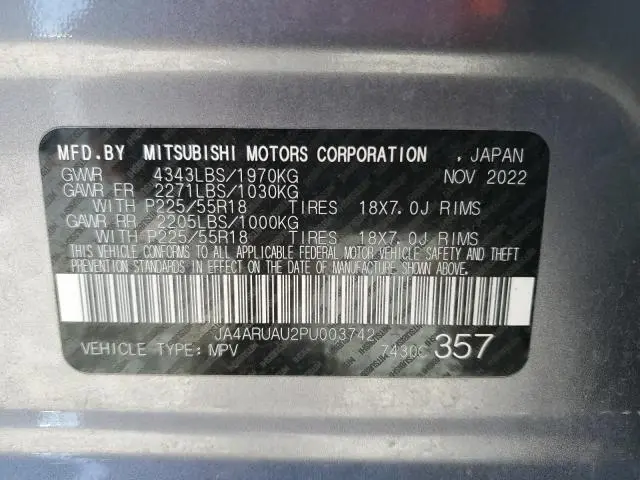 MFD.BY MITSUBISHI MOTORS CORPORATION , JAPAN
GVWR 4343LBS/1970KG NOV 2022
GAWR FR 2271LBS/1030KG
WITH P225/55R18 TIRES 18X7.0J RIMS
GAWR RR 2205LBS/1000KG
WITH P225/55R18 TIRES 18X7.0J RIMS
THIS VEHICLE CONFORMS TO ALL APPLICABLE FEDERAL MOTOR VEHICLE SAFETY AND THEFT
PREVENTION STANDARDS IN EFFECT ON THE DATE OF MANUFACTURE SHOWN ABOVE.
JA4ARUAU2PU003742
VEHICLE TYPE: MPV 357